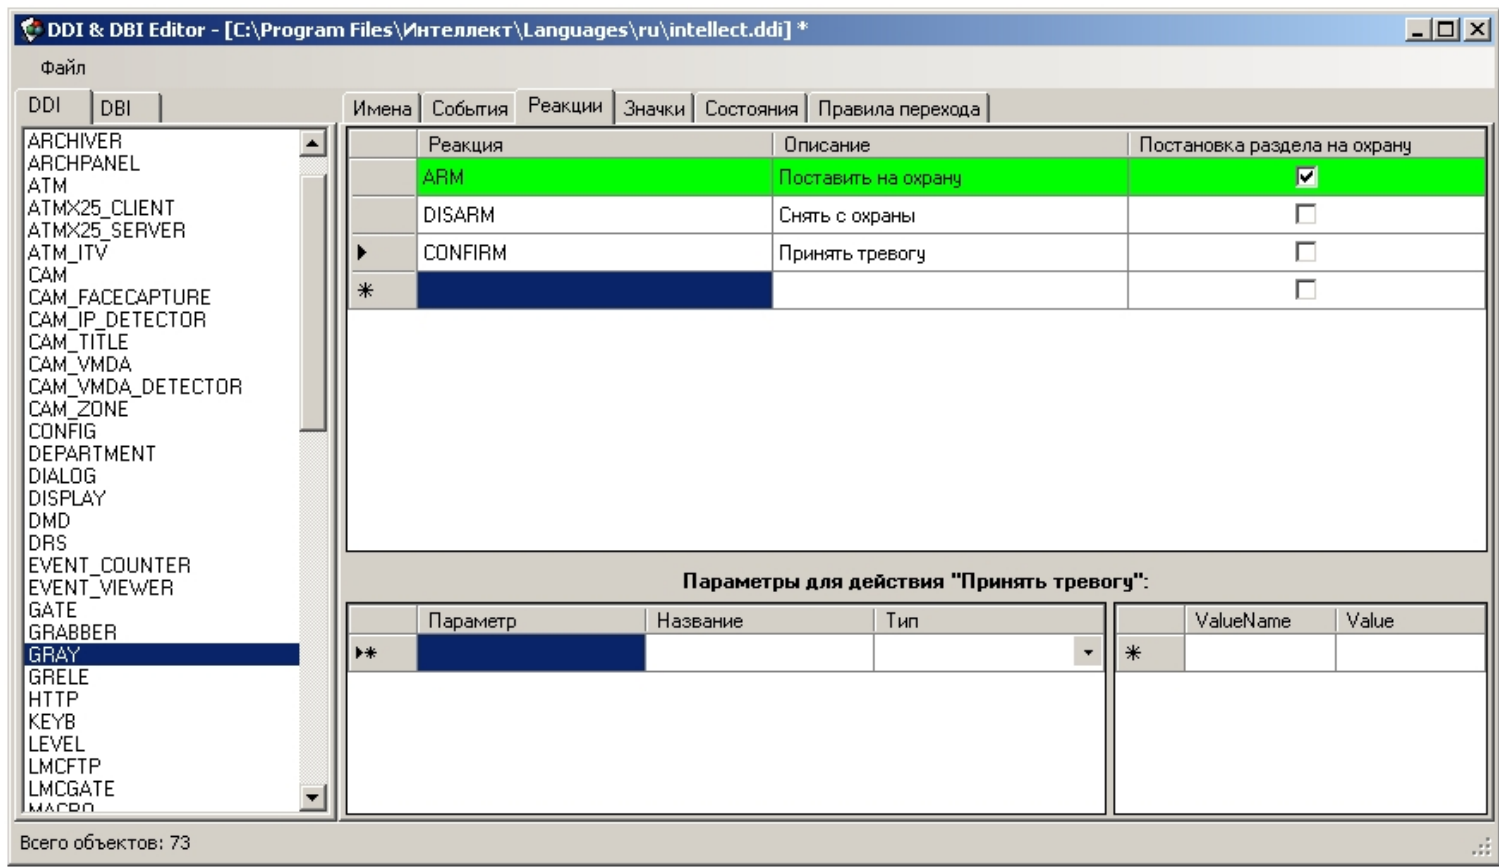 DDI & DBI Editor - [C:\Program Files\Интеллект\Languages\ru\intellect.ddi] *
Файл
DDI DBI
ARCHIVER
ARCHPANEL
ATM
ATMX25_CLIENT
ATMX25_SERVER
ATM_ITV
CAM
CAM_FACECAPTURE
CAM_IP_DETECTOR
CAM_TITLE
CAM_VMDA
CAM_VMDA_DETECTOR
CAM_ZONE
CONFIG
DEPARTMENT
DIALOG
DISPLAY
DMD
DRS
EVENT_COUNTER
EVENT_VIEWER
GATE
GRABBER
GRAY
GRELE
HTTP
KEYB
LEVEL
LMCFTP
LMCGATE
MACRO
Имена События Реакции Значки Состояния Правила перехода
Реакция Описание Постановка раздела на охрану
ARM Поставить на охрану
DISARM Снять с охраны
CONFIRM Принять тревогу
Параметры для действия "Принять тревогу":
Параметр Название Тип
ValueName Value
Всего объектов: 73